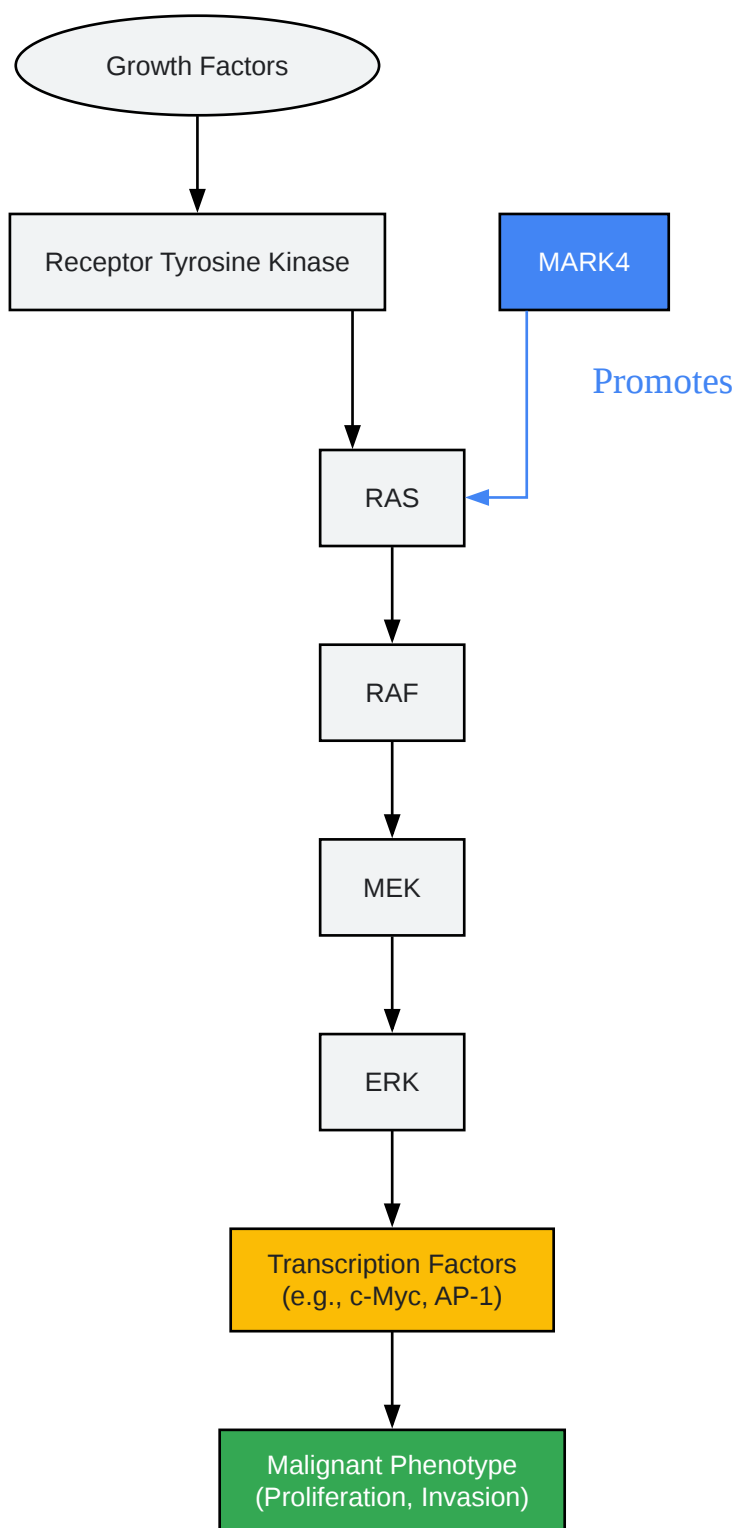 Growth Factors
Receptor Tyrosine Kinase
MARK4
Promotes
RAS
RAF
MEK
ERK
Transcription Factors
(e.g., c-Myc, AP-1)
Malignant Phenotype
(Proliferation, Invasion)